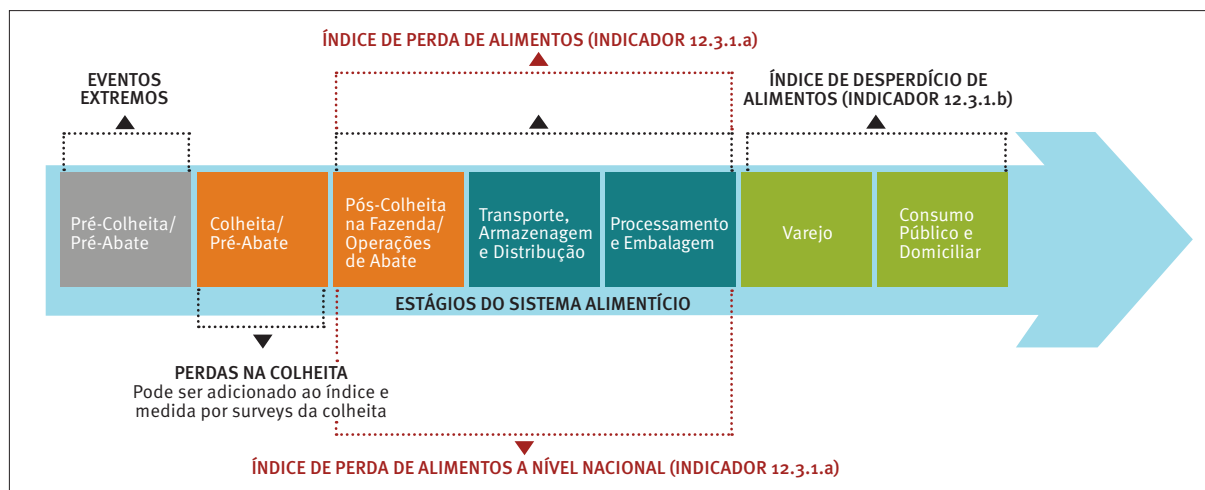 ÍNDICE DE PERDA DE ALIMENTOS (INDICADOR 12.3.1.a)
EVENTOS
EXTREMOS
ÍNDICE DE DESPERDÍCIO DE
ALIMENTOS (INDICADOR 12.3.1.b)
Pré-Colheita/
Pré-Abate
Colheita/
Pré-Abate
Pós-Colheita
na Fazenda/
Operações
de Abate
Transporte,
Armazenagem
e Distribuição
Processamento
e Embalagem
Varejo
Consumo
Público e
Domiciliar
ESTÁGIOS DO SISTEMA ALIMENTÍCIO
PERDAS NA COLHEITA
Pode ser adicionado ao índice e
medida por surveys da colheita
ÍNDICE DE PERDA DE ALIMENTOS A NÍVEL NACIONAL (INDICADOR 12.3.1.a)